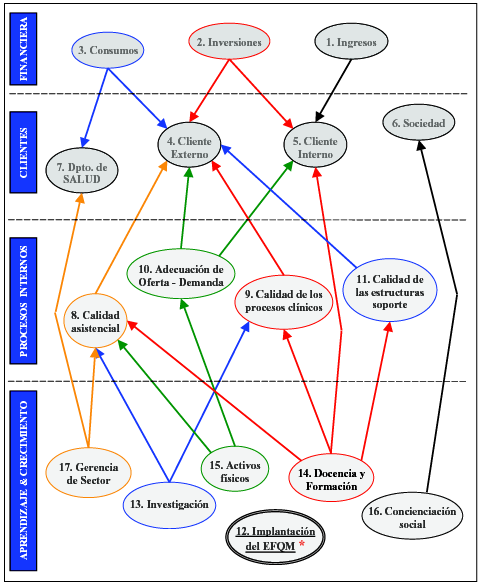 FINANCIERA
3. Consumos
2. Inversiones
1. Ingresos
CLIENTES
4. Cliente
Externo
5. Cliente
Interno
6. Sociedad
7. Dpto. de
SALUD
PROCESOS INTERNOS
10. Adecuación de
Oferta - Demanda
11. Calidad de
las estructuras
soporte
8. Calidad
asistencial
9. Calidad de los
procesos clínicos
APRENDIZAJE & CRECIMIENTO
17. Gerencia
de Sector
15. Activos
físicos
14. Docencia y
Formación
13. Investigación
16. Concienciación
social
12. Implantación
del EFQM *